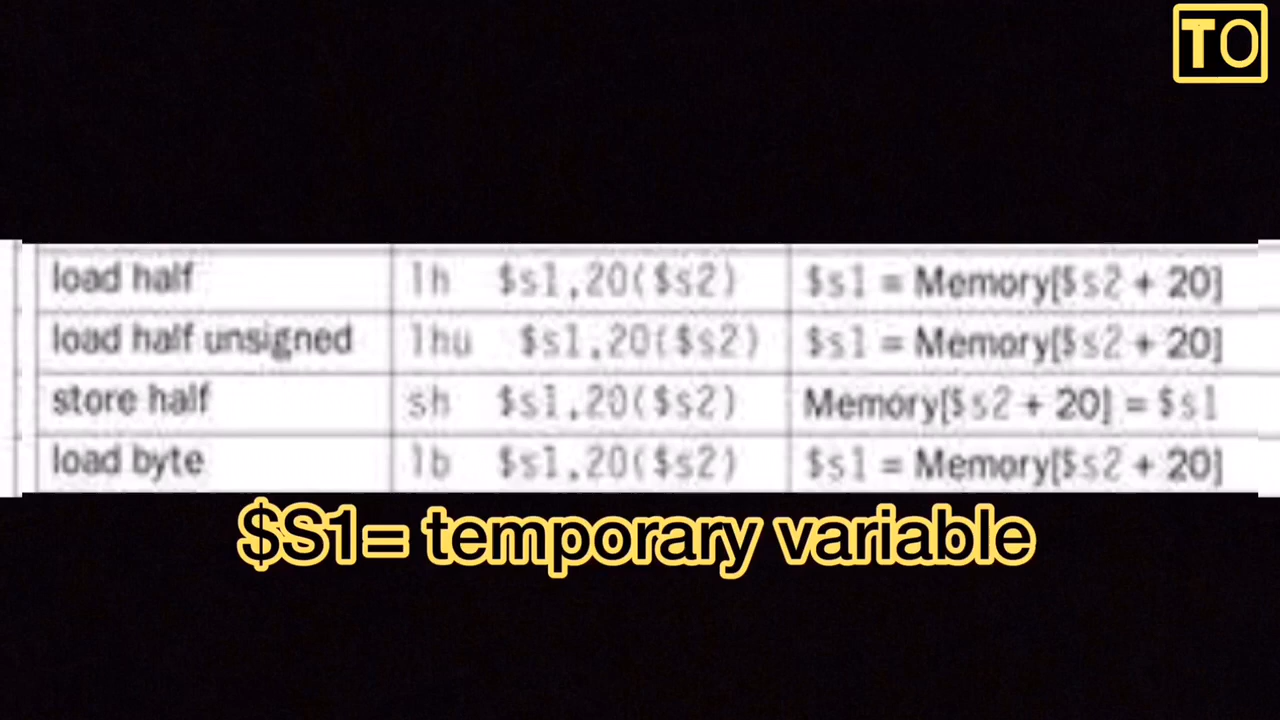 TO
load half lh $s1,20($s2) $s1 = Memory[$s2 + 20]
load half unsigned lhu $s1,20($s2) $s1 = Memory[$s2 + 20]
store half sh $s1,20($s2) Memory[$s2 + 20] = $s1
load byte lb $s1,20($s2) $s1 = Memory[$s2 + 20]
$S1= temporary variable